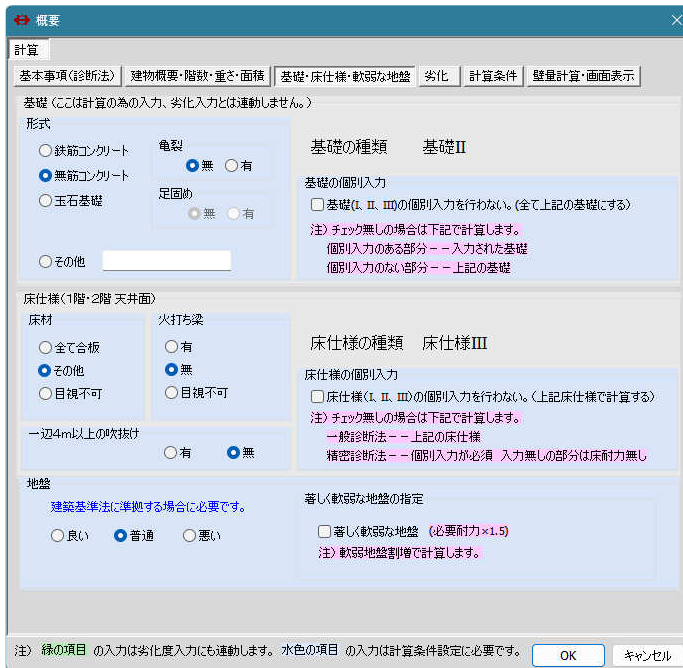 概要
計算
基本事項(診断法) 建物概要・階数・重さ・面積 基礎・床仕様・軟弱な地盤 劣化 計算条件 壁量計算・画面表示
基礎(ここは計算の為の入力、劣化入力とは連動しません。)
形式
鉄筋コンクリート
無筋コンクリート
玉石基礎
その他
亀裂
無 有
足固め
無 有
基礎の種類 基礎II
基礎の個別入力
基礎(I、II、III)の個別入力を行わない。(全て上記の基礎にする)
注) チェック無しの場合は下記で計算します。
個別入力のある部分ーー入力された基礎
個別入力のない部分ーー上記の基礎
床仕様(1階・2階 天井面)
床材
全て合板
その他
目視不可
火打ち梁
有
無
目視不可
一辺4m以上の吹抜け
有 無
床仕様の種類 床仕様III
床仕様の個別入力
床仕様(I、II、III)の個別入力を行わない。(上記床仕様で計算する)
注) チェック無しの場合は下記で計算します。
一般診断法ーー上記の床仕様
精密診断法ーー個別入力が必須 入力無しの部分は床耐力無し
地盤
建築基準法に準拠する場合に必要です。
良い 普通 悪い
著しく軟弱な地盤の指定
著しく軟弱な地盤 (必要耐力×1.5)
注) 軟弱地盤割増で計算します。
注) 緑の項目 の入力は劣化度入力にも連動します。 水色の項目 の入力は計算条件設定に必要です。
OK キャンセル